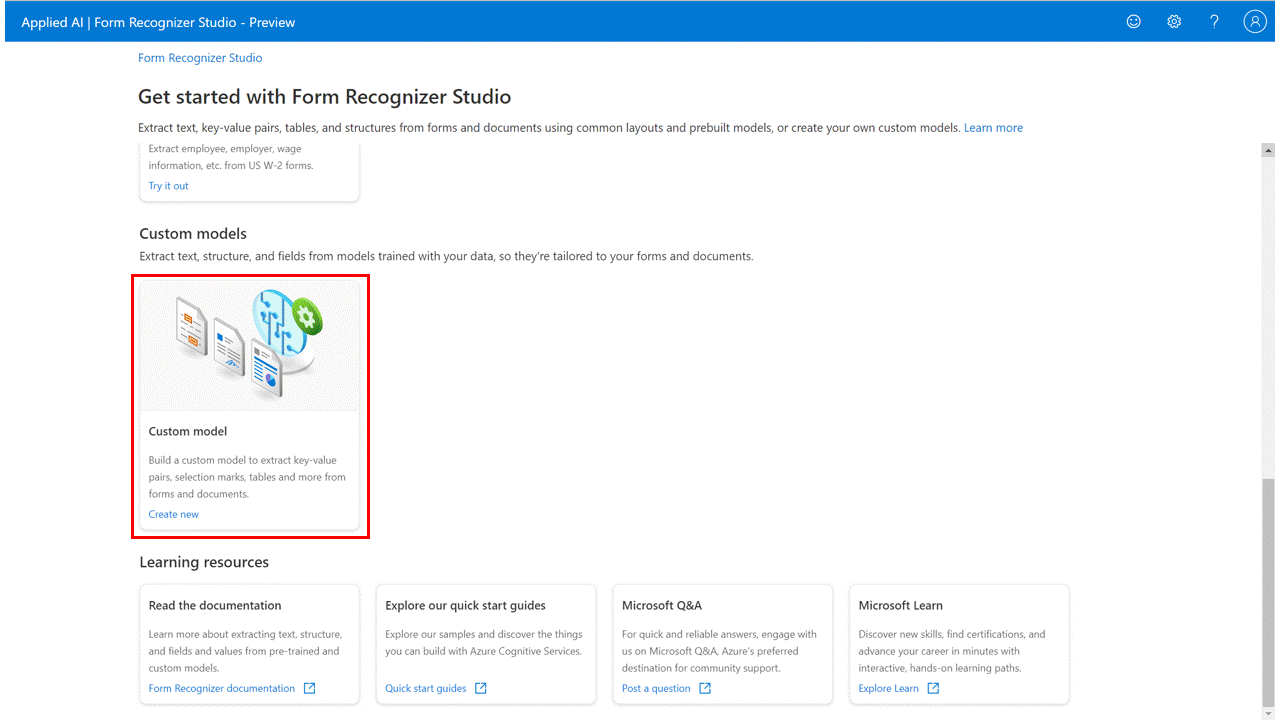 Applied AI | Form Recognizer Studio - Preview
Form Recognizer Studio
Get started with Form Recognizer Studio
Extract text, key-value pairs, tables, and structures from forms and documents using common layouts and prebuilt models, or create your own custom models. Learn more
Extract employee, employer, wage
information, etc. from US W-2 forms.
Try it out
Custom models
Extract text, structure, and fields from models trained with your data, so they're tailored to your forms and documents.
Custom model
Build a custom model to extract key-value
pairs, selection marks, tables and more from
forms and documents.
Create new
Learning resources
Read the documentation
Learn more about extracting text, structure,
and fields and values from pre-trained and
custom models.
Form Recognizer documentation
Explore our quick start guides
Explore our samples and discover the things
you can build with Azure Cognitive Services.
Quick start guides
Microsoft Q&A
For quick and reliable answers, engage with
us on Microsoft Q&A, Azure's preferred
destination for community support.
Post a question
Microsoft Learn
Discover new skills, find certifications, and
advance your career in minutes with
interactive, hands-on learning paths.
Explore Learn